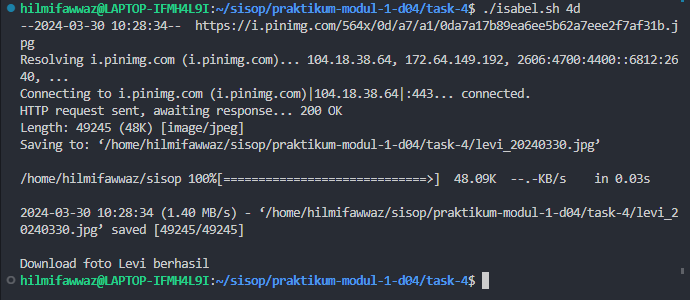 hilmifawwaz@LAPTOP-IFMH4L9I:~/sisop/praktikum-modul-1-d04/task-4$ ./isabel.sh 4d
--2024-03-30 10:28:34--  https://i.pinimg.com/564x/0d/a7/a1/0da7a17b89ea6ee5b62a7eee2f7af31b.j
pg
Resolving i.pinimg.com (i.pinimg.com)... 104.18.38.64, 172.64.149.192, 2606:4700:4400::6812:26
40, ...
Connecting to i.pinimg.com (i.pinimg.com)|104.18.38.64|:443... connected.
HTTP request sent, awaiting response... 200 OK
Length: 49245 (48K) [image/jpeg]
Saving to: ‘/home/hilmifawwaz/sisop/praktikum-modul-1-d04/task-4/levi_20240330.jpg’
/home/hilmifawwaz/sisop 100%[=============================>]  48.09K  --.-KB/s    in 0.03s
2024-03-30 10:28:34 (1.40 MB/s) - ‘/home/hilmifawwaz/sisop/praktikum-modul-1-d04/task-4/levi_2
0240330.jpg’ saved [49245/49245]
Download foto Levi berhasil
hilmifawwaz@LAPTOP-IFMH4L9I:~/sisop/praktikum-modul-1-d04/task-4$